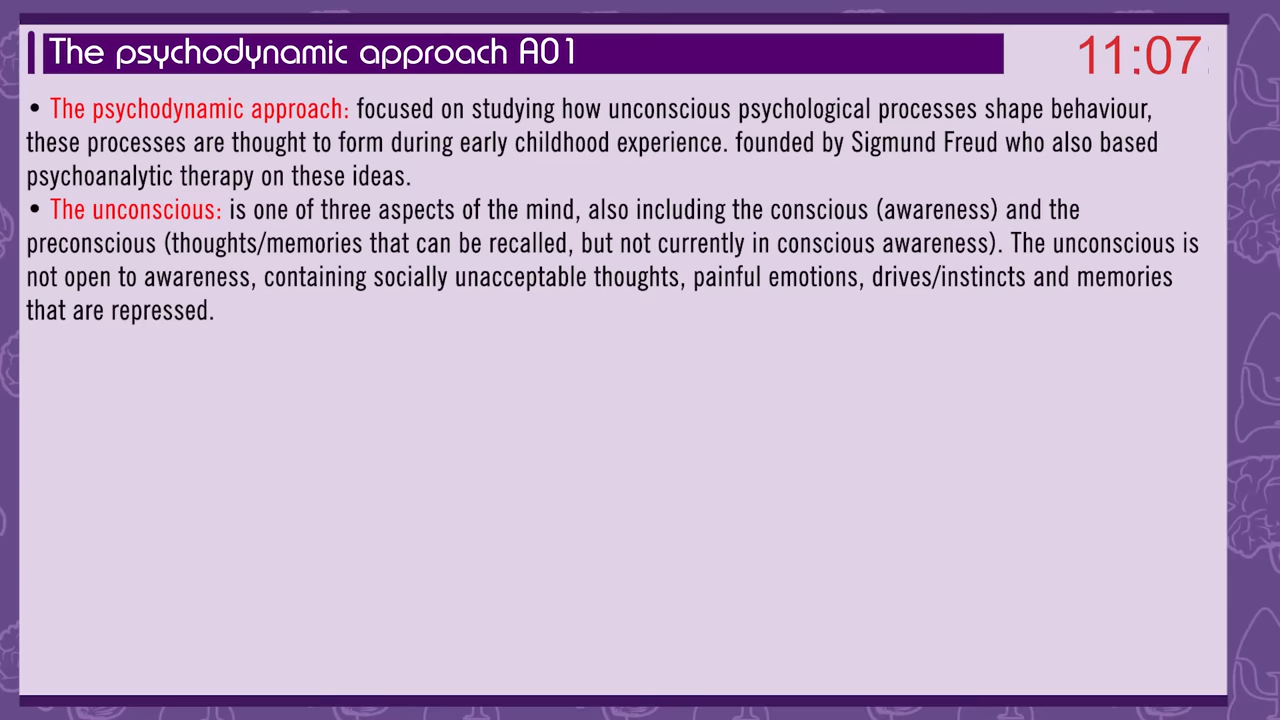 The psychodynamic approach AO1
11:07
• The psychodynamic approach: focused on studying how unconscious psychological processes shape behaviour,
these processes are thought to form during early childhood experience. founded by Sigmund Freud who also based
psychoanalytic therapy on these ideas.
• The unconscious: is one of three aspects of the mind, also including the conscious (awareness) and the
preconscious (thoughts/memories that can be recalled, but not currently in conscious awareness). The unconscious is
not open to awareness, containing socially unacceptable thoughts, painful emotions, drives/instincts and memories
that are repressed.